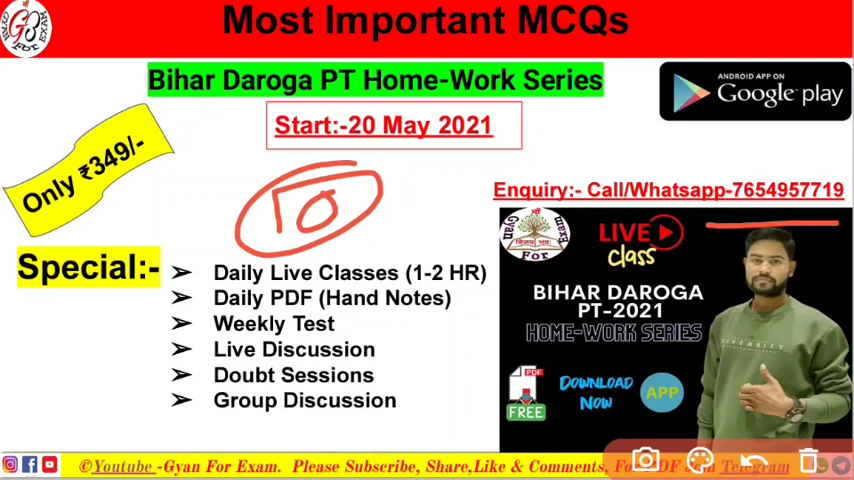 Most Important MCQs
Bihar Daroga PT Home-Work Series
Start:-20 May 2021
ANDROID APP ON
Google play
Only ₹349/-
Enquiry:- Call/Whatsapp-7654957719
Special:-
➢ Daily Live Classes (1-2 HR)
➢ Daily PDF (Hand Notes)
➢ Weekly Test
➢ Live Discussion
➢ Doubt Sessions
➢ Group Discussion
माँ
Gyan For Exam
LIVE
class
BIHAR DAROGA
PT-2021
HOME-WORK SERIES
PDF
FREE
DOWNLOAD
NOW
APP
©Youtube -Gyan For Exam. Please Subscribe, Share,Like & Comments, For PDF Join Telegram